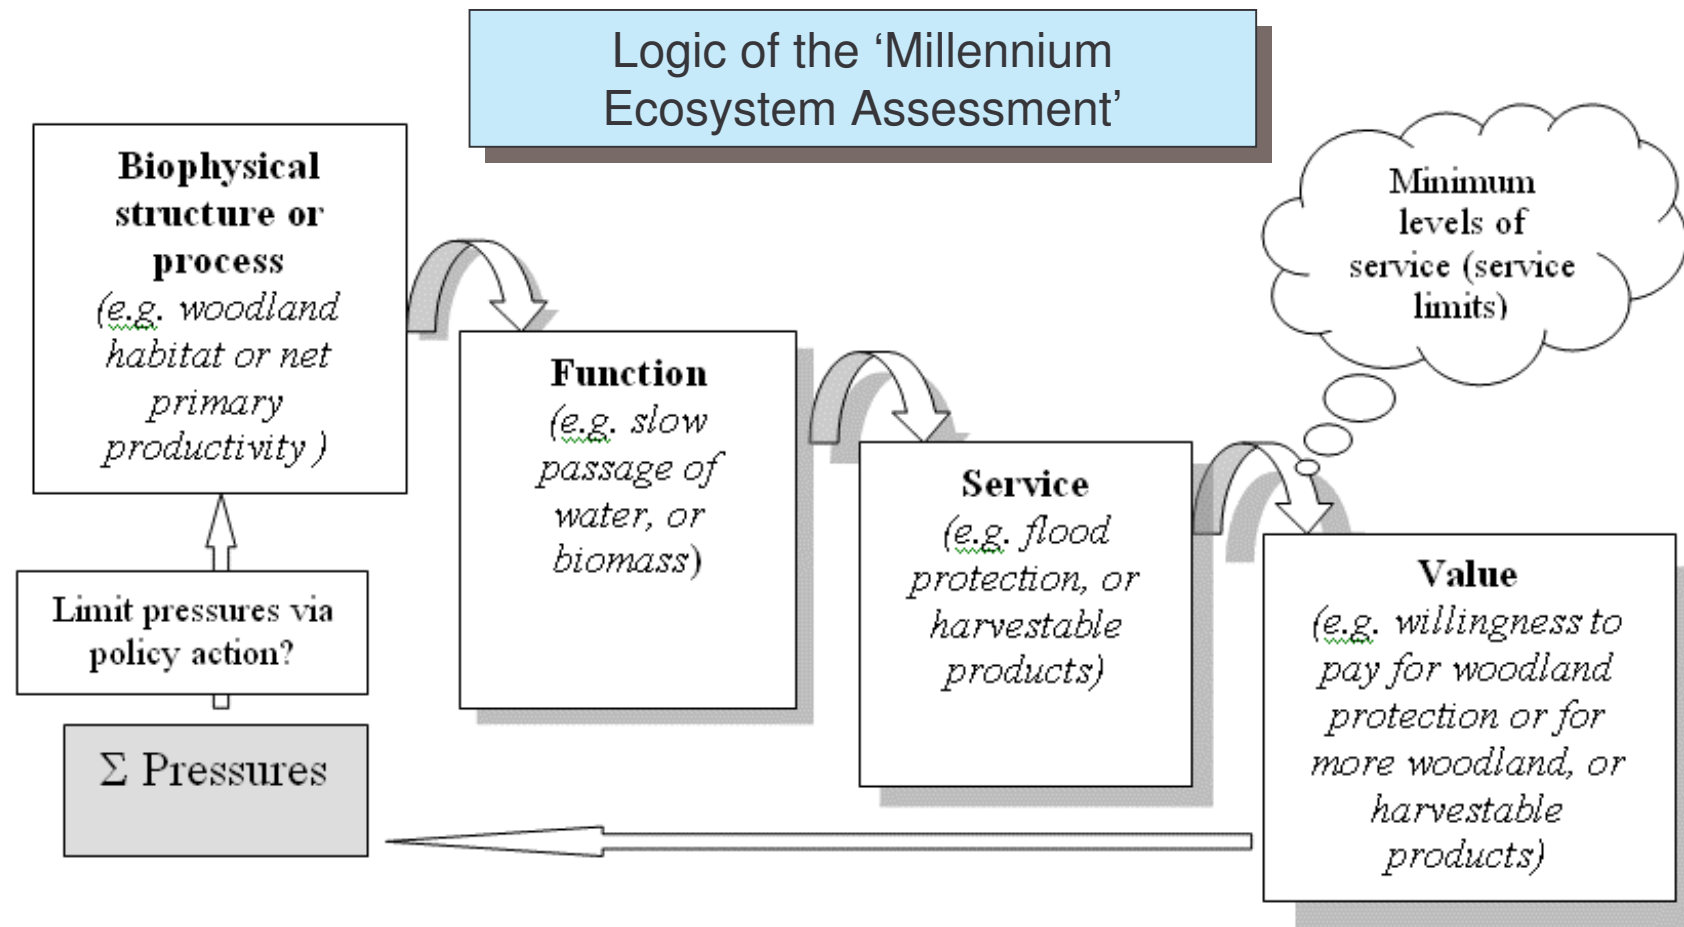 Logic of the ‘Millennium
Ecosystem Assessment’
Biophysical
structure or
process
(e.g. woodland
habitat or net
primary
productivity )
Function
(e.g. slow
passage of
water, or
biomass)
Service
(e.g. flood
protection, or
harvestable
products)
Minimum
levels of
service (service
limits)
Value
(e.g. willingness to
pay for woodland
protection or for
more woodland, or
harvestable
products)
Limit pressures via
policy action?
Σ Pressures